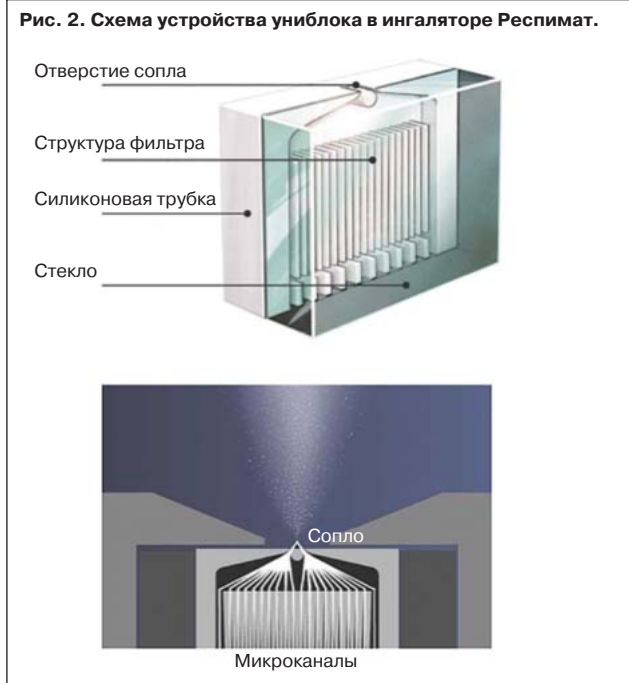 Рис. 2. Схема устройства униблока в ингаляторе Респимат.
Отверстие сопла
Структура фильтра
Силиконовая трубка
Стекло
Сопло
Микроканалы